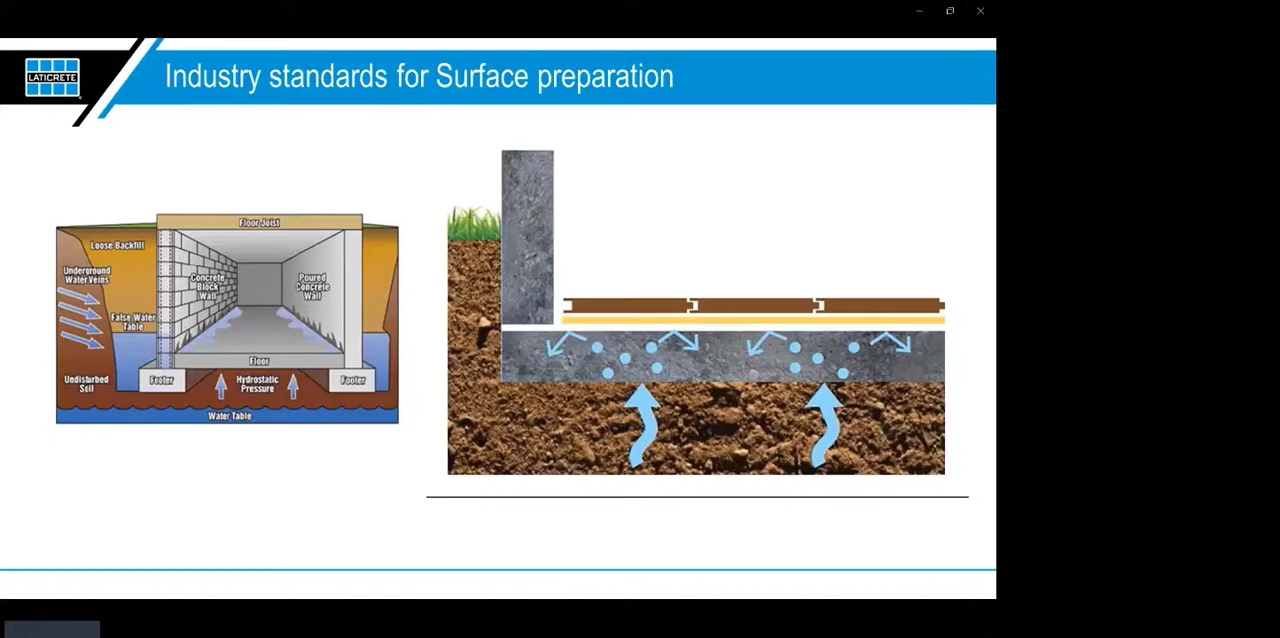 LATICRETE
Industry standards for Surface preparation
Floor Joist
Loose Backfill
Underground
Water Veins
Concrete
Block
Wall
Poured
Concrete
Wall
False Water
Table
Floor
Undisturbed
Soil
Footer
Hydrostatic
Pressure
Footer
Water Table